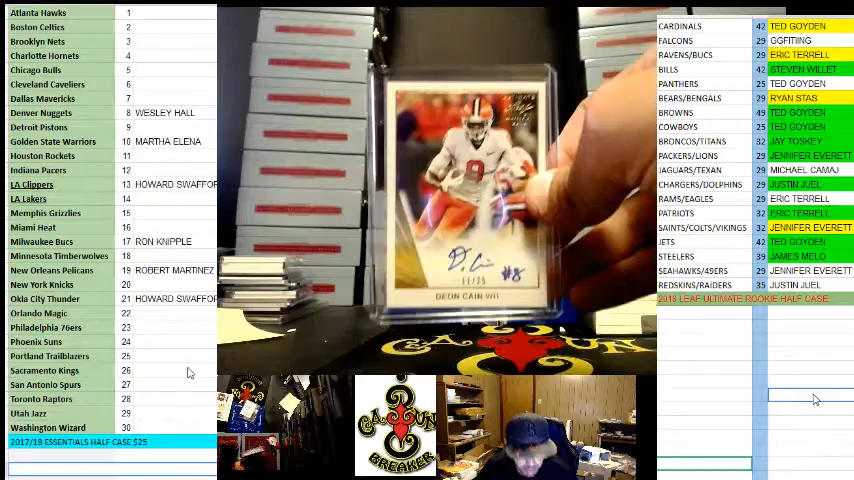 Atlanta Hawks 1
Boston Celtics 2
Brooklyn Nets 3
Charlotte Hornets 4
Chicago Bulls 5
Cleveland Cavaliers 6
Dallas Mavericks 7
Denver Nuggets 8 WESLEY HALL
Detroit Pistons 9
Golden State Warriors 10 MARTHA ELENA
Houston Rockets 11
Indiana Pacers 12
LA Clippers 13 HOWARD SWAFFOR
LA Lakers 14
Memphis Grizzlies 15
Miami Heat 16
Milwaukee Bucs 17 RON KNIPPLE
Minnesota Timberwolves 18
New Orleans Pelicans 19 ROBERT MARTINEZ
New York Knicks 20
Okla City Thunder 21 HOWARD SWAFFOR
Orlando Magic 22
Philadelphia 76ers 23
Phoenix Suns 24
Portland Trailblazers 25
Sacramento Kings 26
San Antonio Spurs 27
Toronto Raptors 28
Utah Jazz 29
Washington Wizard 30
2017/18 ESSENTIALS HALF CASE $25
9
D. C #8
11/25
DEON CAIN WR
CAJUN
BREAKER
CARDINALS 42 TED GOYDEN
FALCONS 29 GGFITIING
RAVENS/BUCS 29 ERIC TERRELL
BILLS 42 STEVEN WILLET
PANTHERS 25 TED GOYDEN
BEARS/BENGALS 29 RYAN STAS
BROWNS 49 TED GOYDEN
COWBOYS 25 TED GOYDEN
BRONCOS/TITANS 32 JAY TOSKEY
PACKERS/LIONS 29 JENNIFER EVERETT
JAGUARS/TEXAN 29 MICHAEL CAMAJ
CHARGERS/DOLPHINS 29 JUSTIN JUEL
RAMS/EAGLES 29 ERIC TERRELL
PATRIOTS 32 ERIC TERRELL
SAINTS/COLTS/VIKINGS 32 JENNIFER EVERETT
JETS 42 TED GOYDEN
STEELERS 39 JAMES MELO
SEAHAWKS/49ERS 29 JENNIFER EVERETT
REDSKINS/RAIDERS 35 JUSTIN JUEL
2018 LEAF ULTIMATE ROOKIE HALF CASE